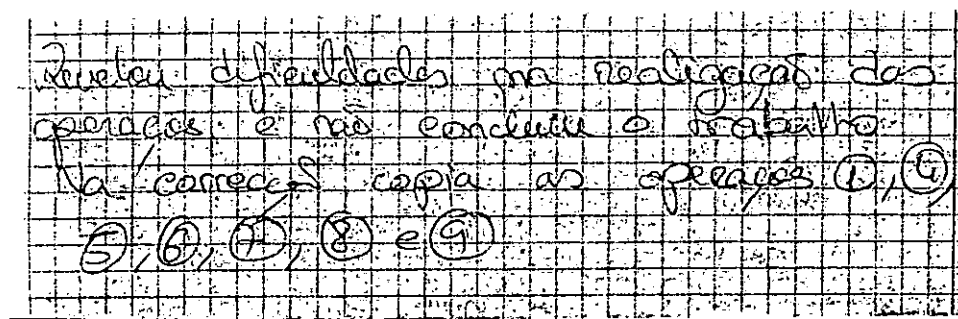 Revelou dificuldades na realização das
operações e não concluiu o trabalho
Na correcção copia as operações ①, ④,
⑤, ⑥, ⑦, ⑧ e ⑨